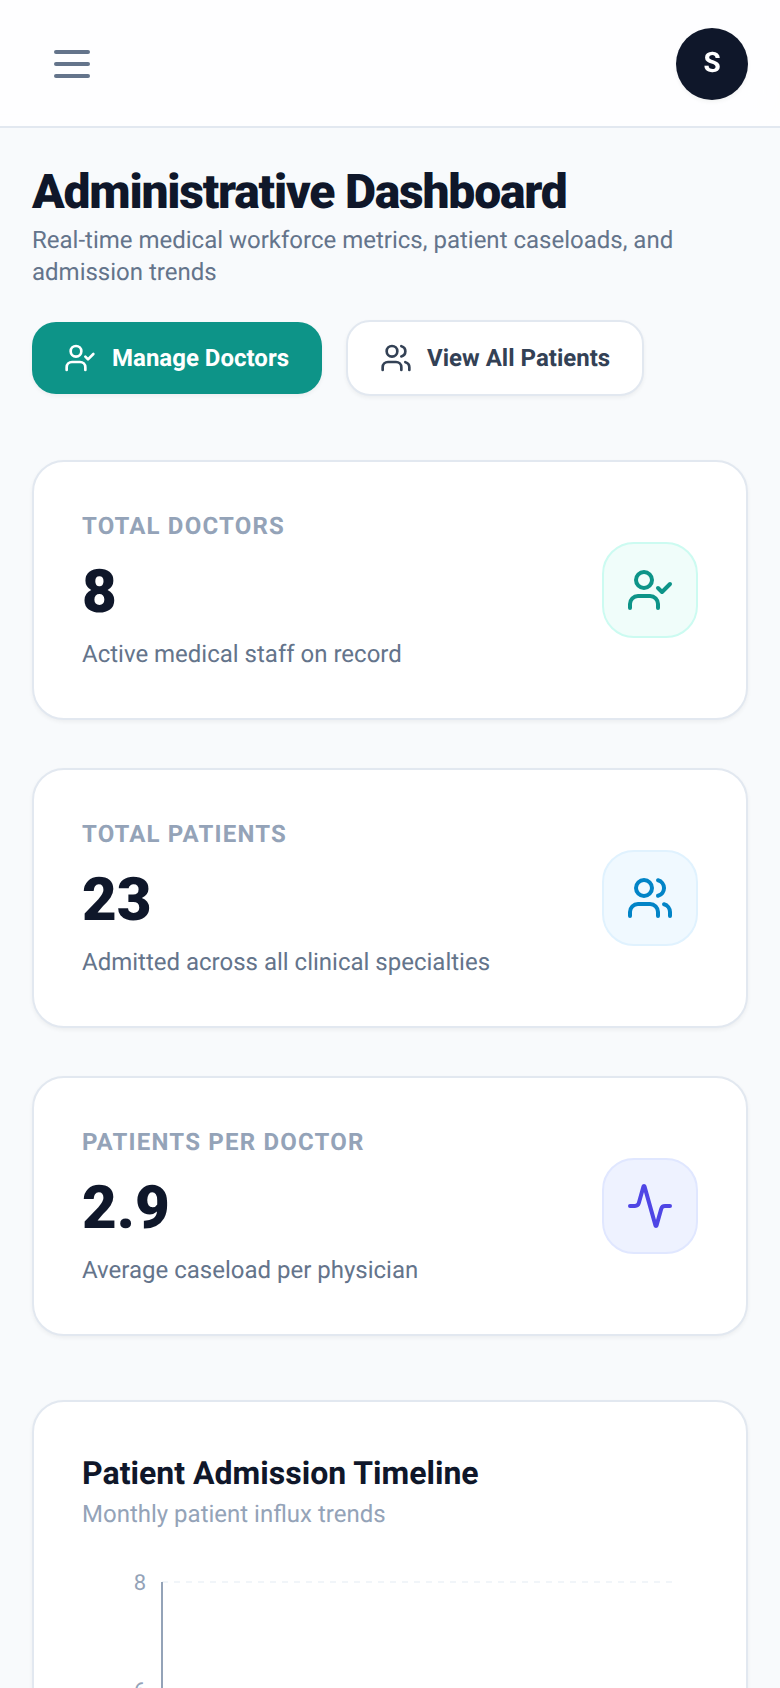 S
Administrative Dashboard
Real-time medical workforce metrics, patient caseloads, and
admission trends
Manage Doctors
View All Patients
TOTAL DOCTORS
8
Active medical staff on record
TOTAL PATIENTS
23
Admitted across all clinical specialties
PATIENTS PER DOCTOR
2.9
Average caseload per physician
Patient Admission Timeline
Monthly patient influx trends
8